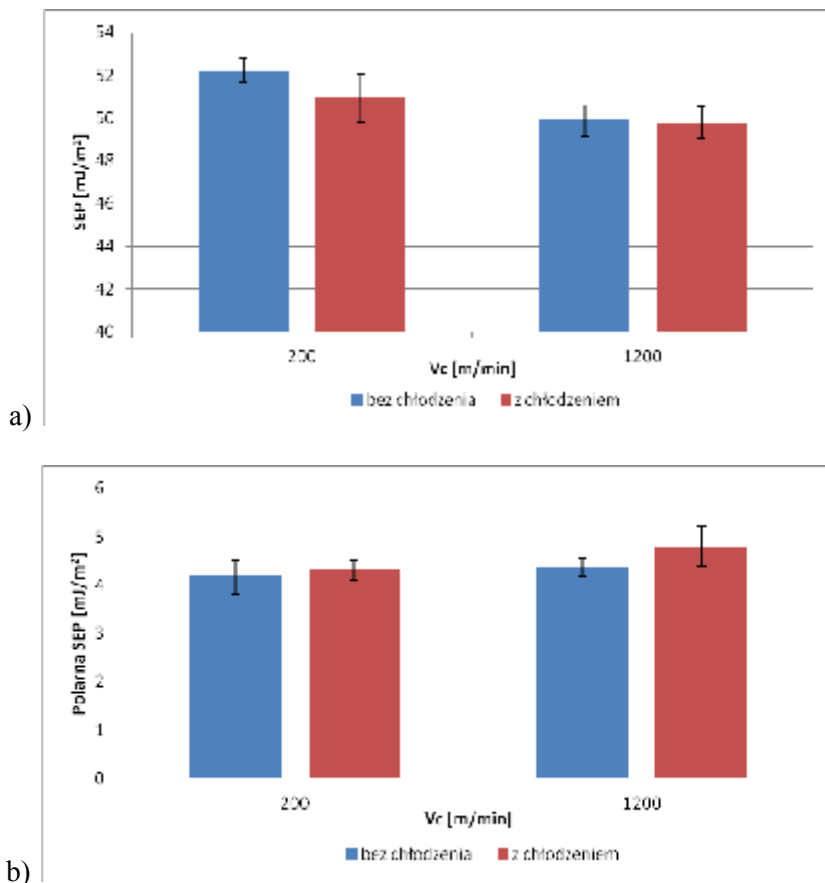 54
52
50
48
46
44
42
40
SEP [mJ/m²]
200
1200
Vc [m/min]
bez chłodzenia
z chłodzeniem
a)
6
5
4
3
2
1
0
Polarna SEP [mJ/m²]
200
1200
Vc [m/min]
bez chłodzenia
z chłodzeniem
b)